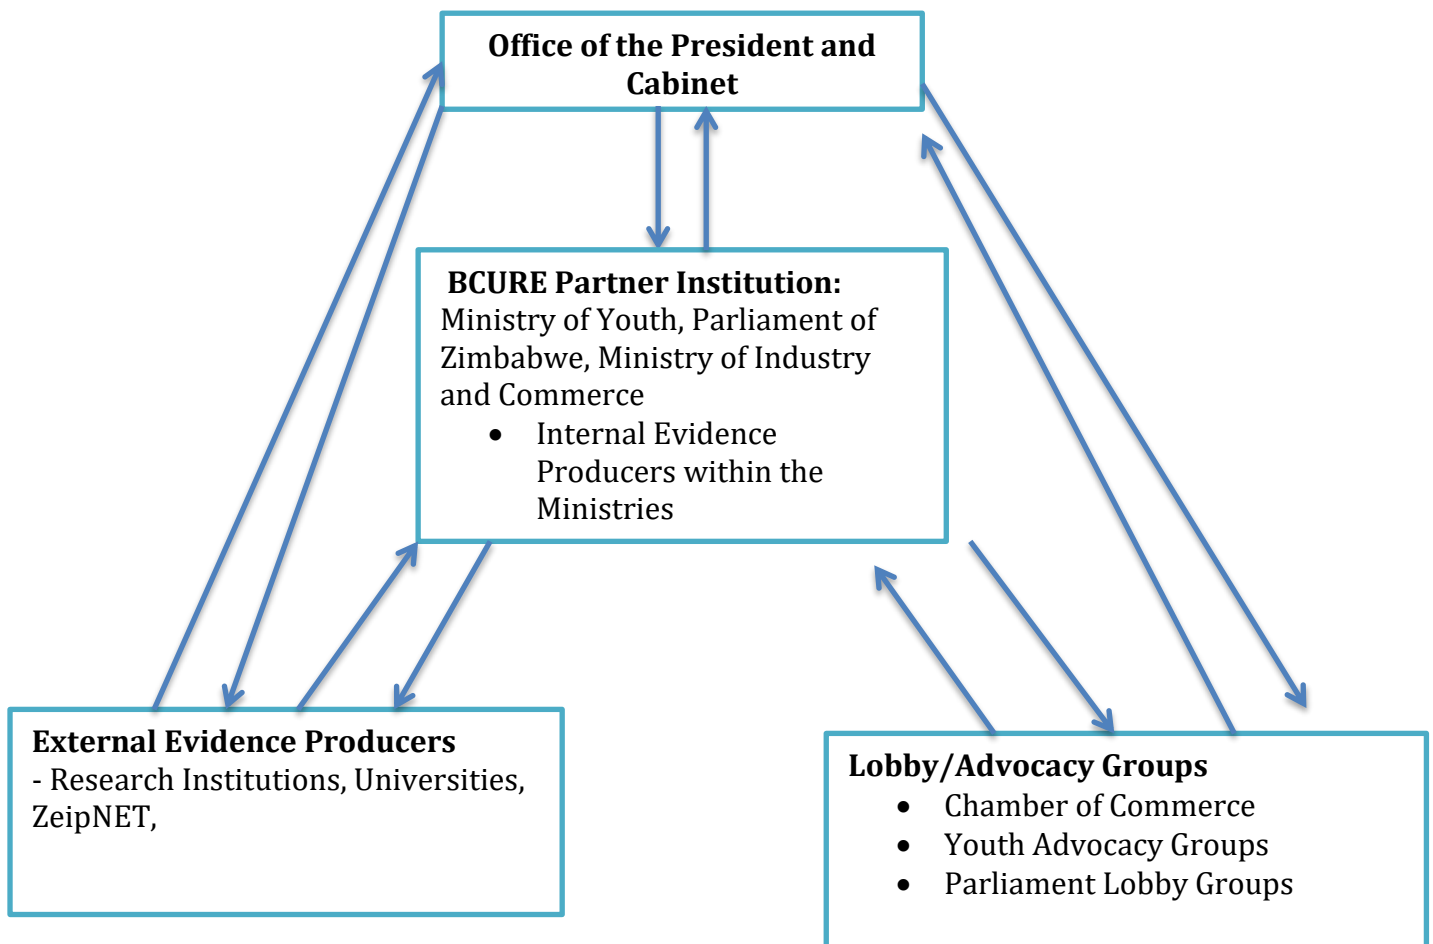 Office of the President and
Cabinet
BCURE Partner Institution:
Ministry of Youth, Parliament of
Zimbabwe, Ministry of Industry
and Commerce
• Internal Evidence
Producers within the
Ministries
External Evidence Producers
- Research Institutions, Universities,
ZeipNET,
Lobby/Advocacy Groups
• Chamber of Commerce
• Youth Advocacy Groups
• Parliament Lobby Groups